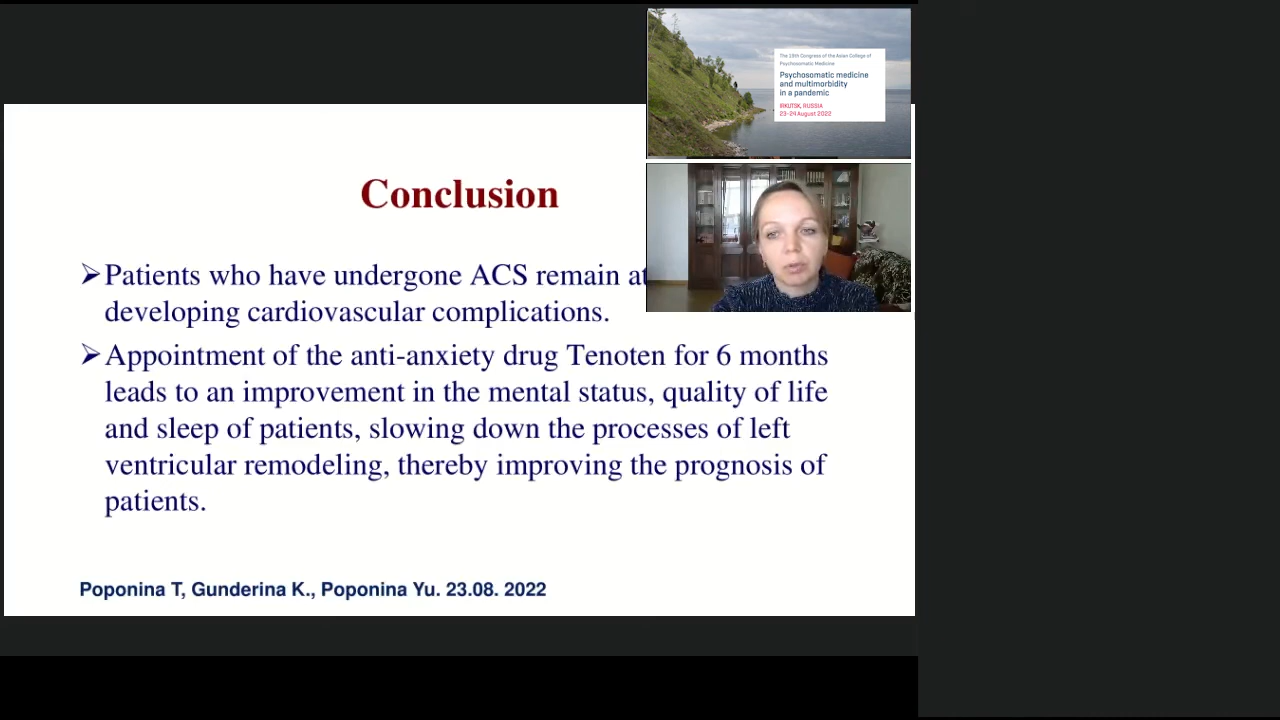 The 19th Congress of the Asian College of
Psychosomatic Medicine
Psychosomatic medicine
and multimorbidity
in a pandemic
IRKUTSK, RUSSIA
23-24 August 2022
Conclusion
➢Patients who have undergone ACS remain at
developing cardiovascular complications.
➢Appointment of the anti-anxiety drug Tenoten for 6 months
leads to an improvement in the mental status, quality of life
and sleep of patients, slowing down the processes of left
ventricular remodeling, thereby improving the prognosis of
patients.
Poponina T, Gunderina K., Poponina Yu. 23.08. 2022